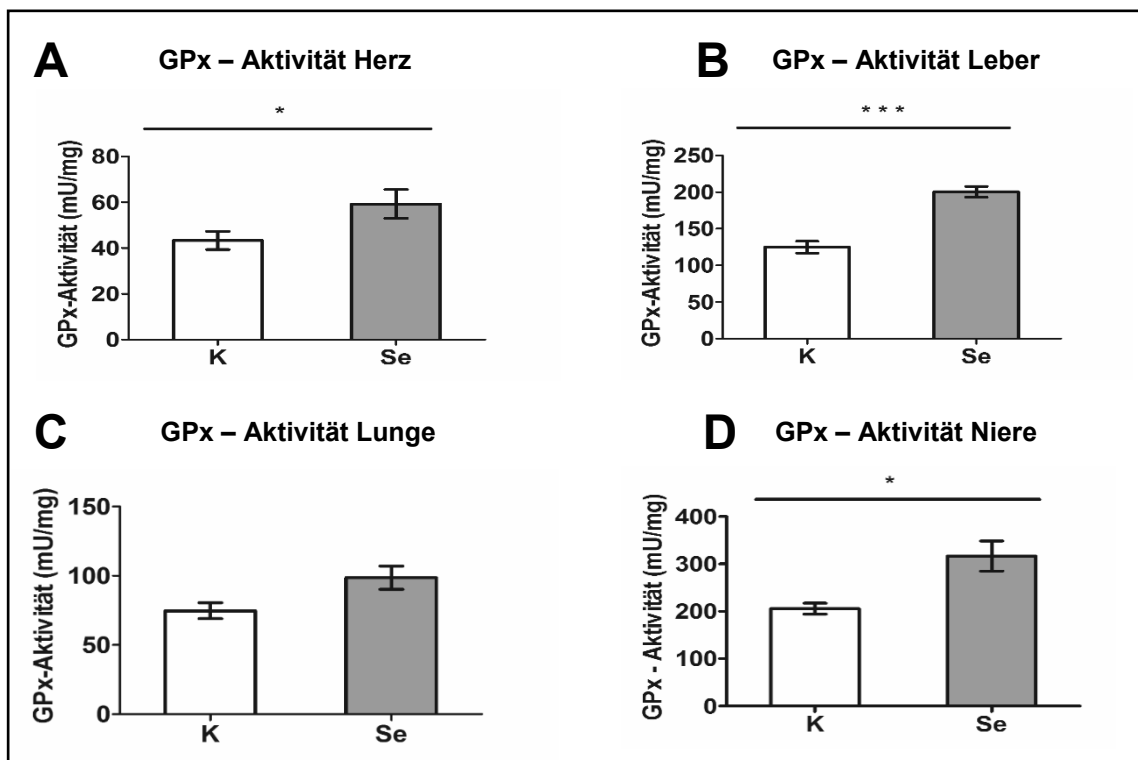 A
GPx – Aktivität Herz
*
GPx-Aktivität (mU/mg)
80
60
40
20
0
K Se
B
GPx – Aktivität Leber
* * *
GPx-Aktivität (mU/mg)
250
200
150
100
50
0
K Se
C
GPx – Aktivität Lunge
GPx-Aktivität (mU/mg)
150
100
50
0
K Se
D
GPx – Aktivität Niere
*
GPx - Aktivität (mU/mg)
400
300
200
100
0
K Se